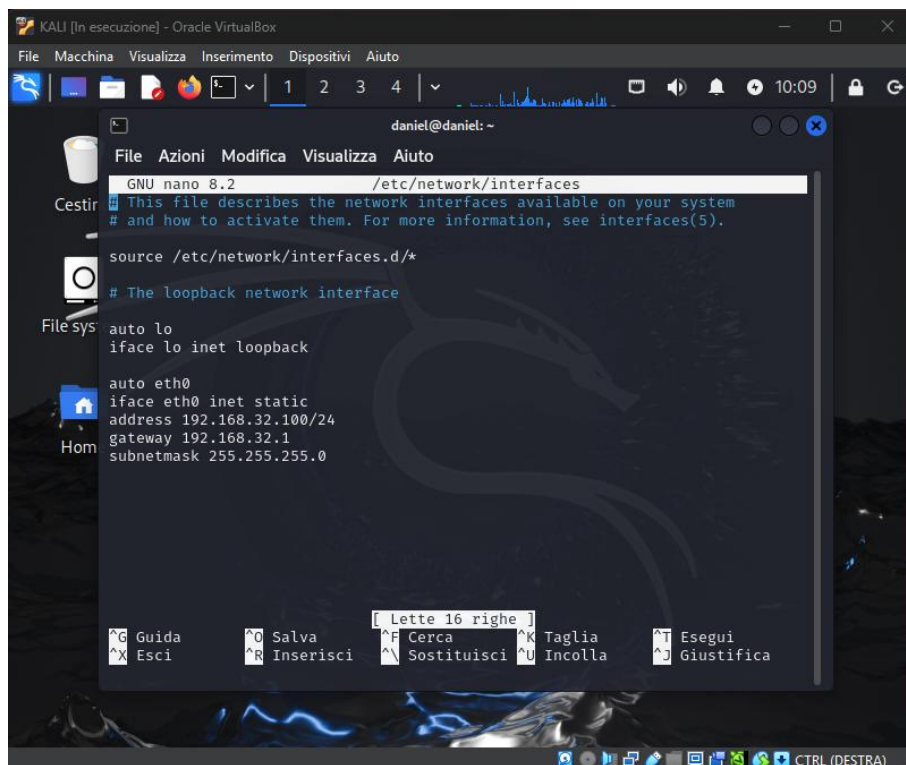 KALI [In esecuzione] - Oracle VirtualBox
File Macchina Visualizza Inserimento Dispositivi Aiuto
1 2 3 4 10:09
daniel@daniel: ~
File Azioni Modifica Visualizza Aiuto
GNU nano 8.2 /etc/network/interfaces
# This file describes the network interfaces available on your system
# and how to activate them. For more information, see interfaces(5).
source /etc/network/interfaces.d/*
# The loopback network interface
auto lo
iface lo inet loopback
auto eth0
iface eth0 inet static
address 192.168.32.100/24
gateway 192.168.32.1
subnetmask 255.255.255.0
Cestin
File sys
Hom
[ Lette 16 righe ]
^G Guida ^O Salva ^F Cerca ^K Taglia ^T Esegui
^X Esci ^R Inserisci ^\ Sostituisci ^U Incolla ^J Giustifica
CTRL (DESTRA)